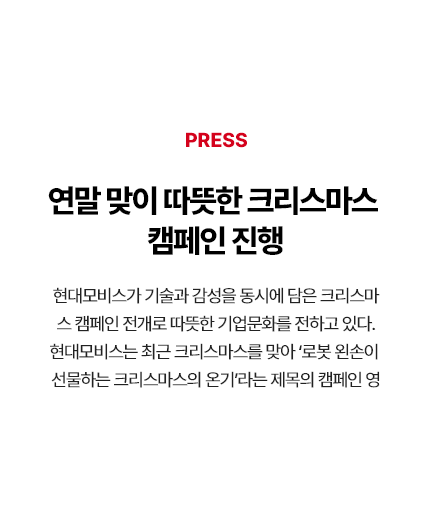 PRESS
연말 맞이 따뜻한 크리스마스
캠페인 진행
현대모비스가 기술과 감성을 동시에 담은 크리스마
스 캠페인 전개로 따뜻한 기업문화를 전하고 있다.
현대모비스는 최근 크리스마스를 맞아 ‘로봇 왼손이
선물하는 크리스마스의 온기’라는 제목의 캠페인 영